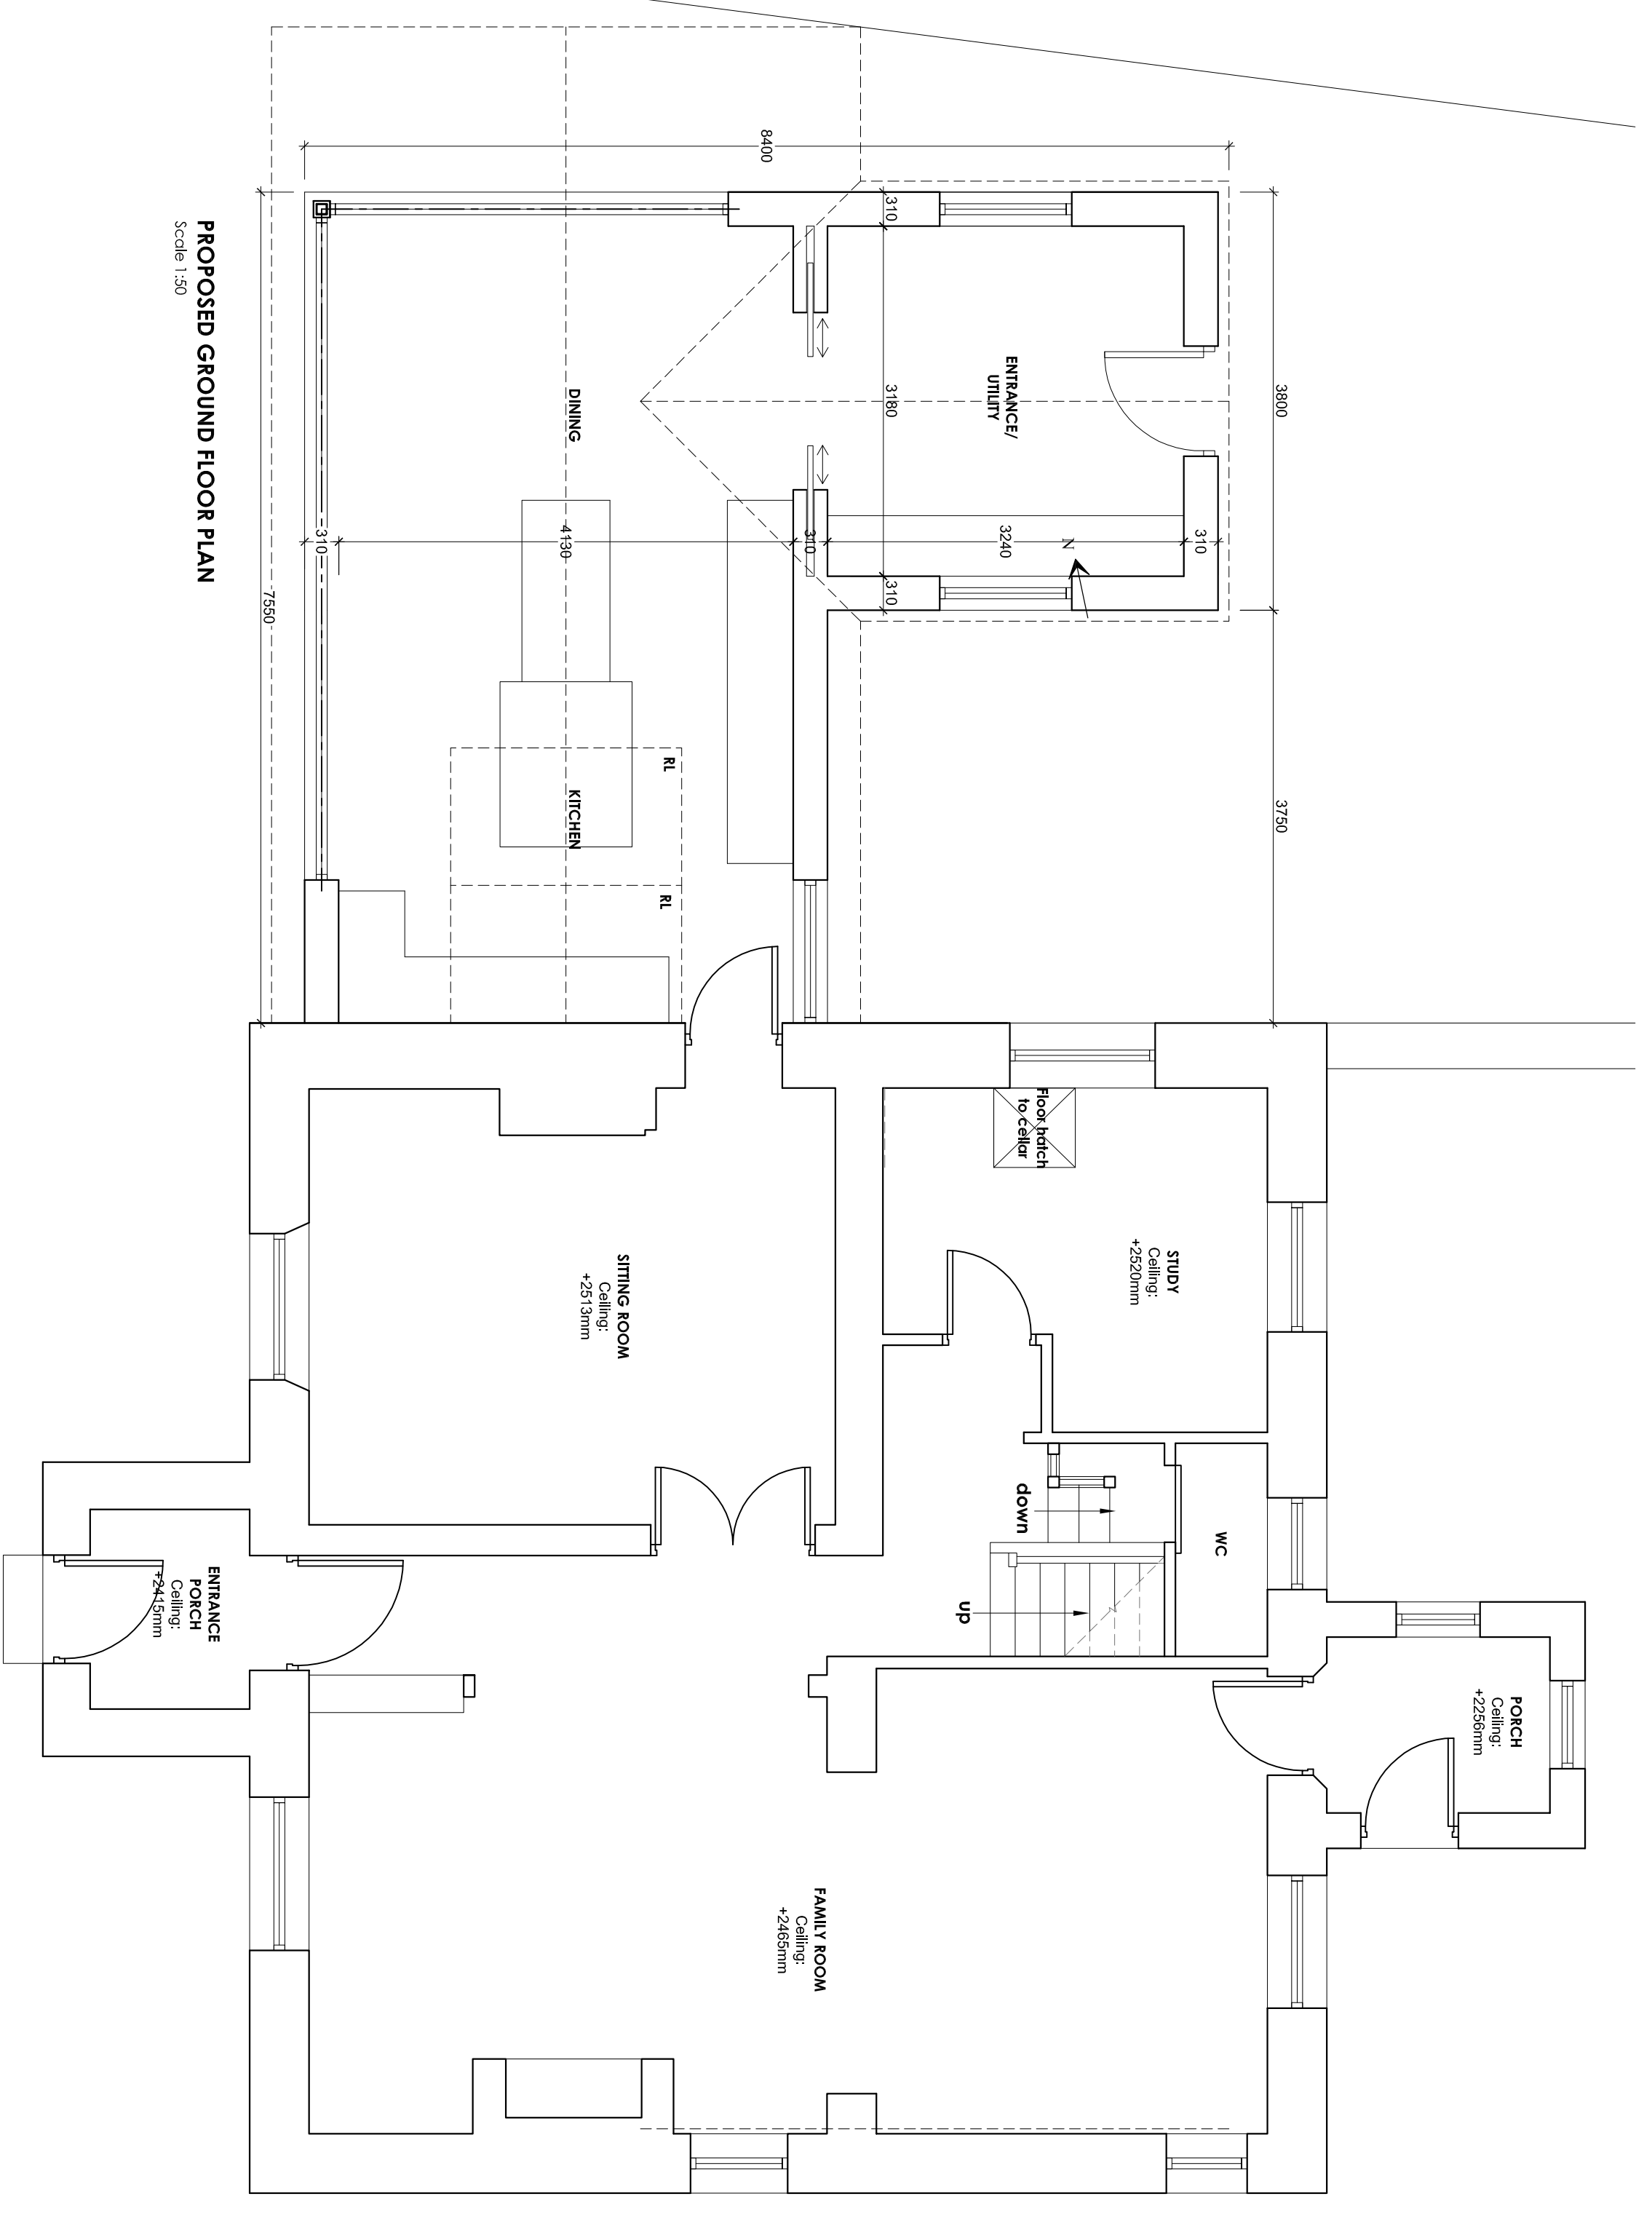 PROPOSED GROUND FLOOR PLAN
Scale 1:50
3800
3750
8400
310
3180
310
310
3240
310
4130
310
7550
N
ENTRANCE/
UTILITY
DINING
KITCHEN
RL
RL
Floor hatch
to cellar
STUDY
Ceiling:
+2520mm
SITTING ROOM
Ceiling:
+2513mm
WC
down
up
PORCH
Ceiling:
+2256mm
ENTRANCE
PORCH
Ceiling:
+2415mm
FAMILY ROOM
Ceiling:
+2465mm